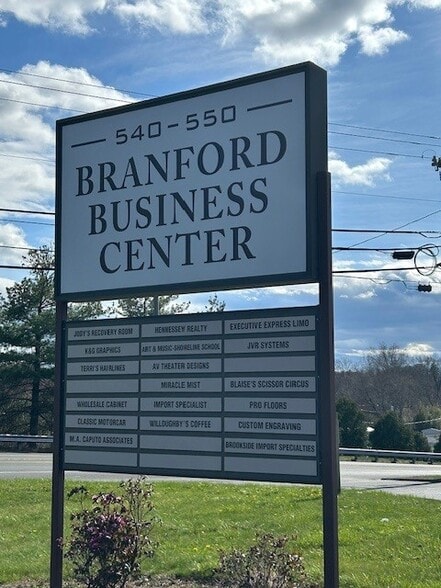 540-550
BRANFORD
BUSINESS
CENTER
JODY'S RECOVERY ROOM
HENNESSEY REALTY
EXECUTIVE EXPRESS LIMO
K&G GRAPHICS
ART & MUSIC-SHORELINE SCHOOL
JVR SYSTEMS
TERRY'S HAIRLINES
AV THEATER DESIGNS
MIRACLE MIST
BLAISE'S SCISSOR CIRCUS
WHOLESALE CABINET
IMPORT SPECIALIST
PRO FLOORS
CLASSIC MOTORLAR
WILLOUGHBY'S COFFEE
CUSTOM ENGRAVING
M.A. CAPUTO ASSOCIATES
BROOKSIDE IMPORT SPECIALTIES